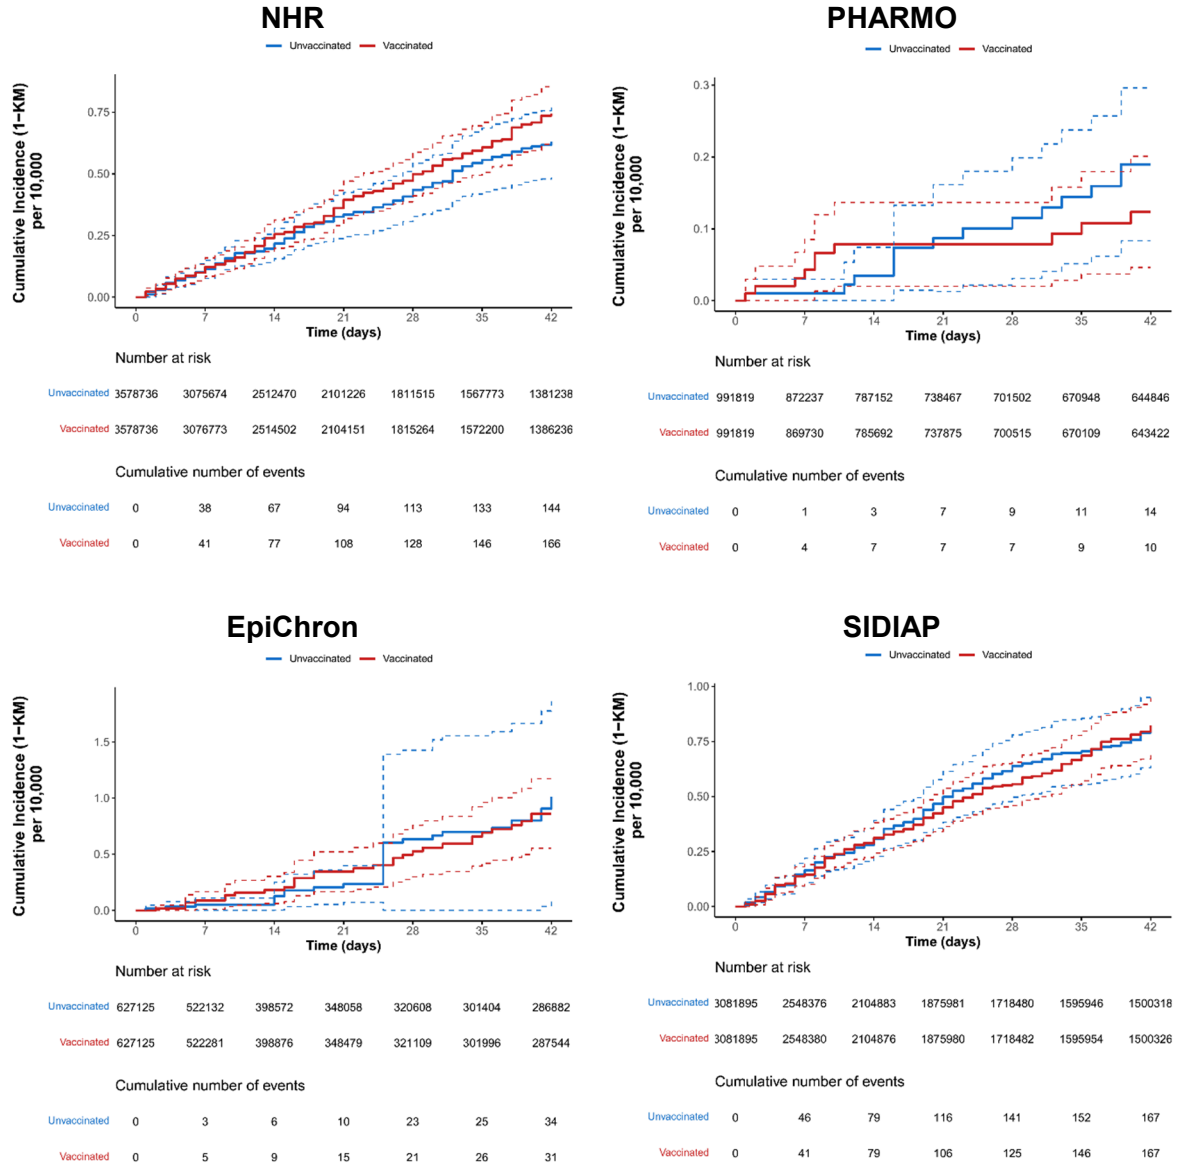 NHR
Unvaccinated Vaccinated
Cumulative Incidence (1−KM)
per 10,000
0.75
0.50
0.25
0.00
0 7 14 21 28 35 42
Time (days)
Number at risk
Unvaccinated 3578736 3075674 2512470 2101226 1811515 1567773 1381238
Vaccinated 3578736 3076773 2514502 2104151 1815264 1572200 1386236
Cumulative number of events
Unvaccinated 0 38 67 94 113 133 144
Vaccinated 0 41 77 108 128 146 166
PHARMO
Unvaccinated Vaccinated
Cumulative Incidence (1−KM)
per 10,000
0.3
0.2
0.1
0.0
0 7 14 21 28 35 42
Time (days)
Number at risk
Unvaccinated 991819 872237 787152 738467 701502 670948 644846
Vaccinated 991819 869730 785692 737875 700515 670109 643422
Cumulative number of events
Unvaccinated 0 1 3 7 9 11 14
Vaccinated 0 4 7 7 7 9 10
EpiChron
Unvaccinated Vaccinated
Cumulative Incidence (1−KM)
per 10,000
1.5
1.0
0.5
0.0
0 7 14 21 28 35 42
Time (days)
Number at risk
Unvaccinated 627125 522132 398572 348058 320608 301404 286882
Vaccinated 627125 522281 398876 348479 321109 301996 287544
Cumulative number of events
Unvaccinated 0 3 6 10 23 25 34
Vaccinated 0 5 9 15 21 26 31
SIDIAP
Unvaccinated Vaccinated
Cumulative Incidence (1−KM)
per 10,000
1.00
0.75
0.50
0.25
0.00
0 7 14 21 28 35 42
Time (days)
Number at risk
Unvaccinated 3081895 2548376 2104883 1875981 1718480 1595946 1500318
Vaccinated 3081895 2548380 2104876 1875980 1718482 1595954 1500326
Cumulative number of events
Unvaccinated 0 46 79 116 141 152 167
Vaccinated 0 41 79 106 125 146 167